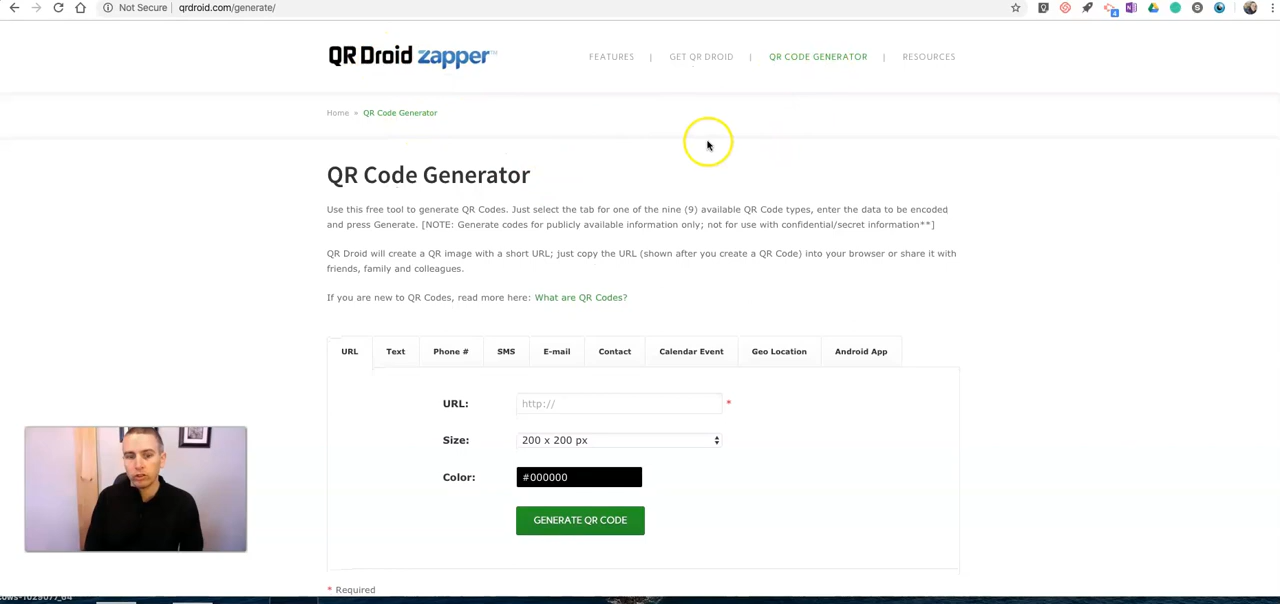 Not Secure | qrdroid.com/generate/
4
QR Droid zapper™
FEATURES | GET QR DROID | QR CODE GENERATOR | RESOURCES
Home » QR Code Generator
QR Code Generator
Use this free tool to generate QR Codes. Just select the tab for one of the nine (9) available QR Code types, enter the data to be encoded
and press Generate. [NOTE: Generate codes for publicly available information only; not for use with confidential/secret information**]
QR Droid will create a QR image with a short URL; just copy the URL (shown after you create a QR Code) into your browser or share it with
friends, family and colleagues.
If you are new to QR Codes, read more here: What are QR Codes?
URL Text Phone # SMS E-mail Contact Calendar Event Geo Location Android App
URL: http:// *
Size: 200 x 200 px
Color: #000000
GENERATE QR CODE
* Required